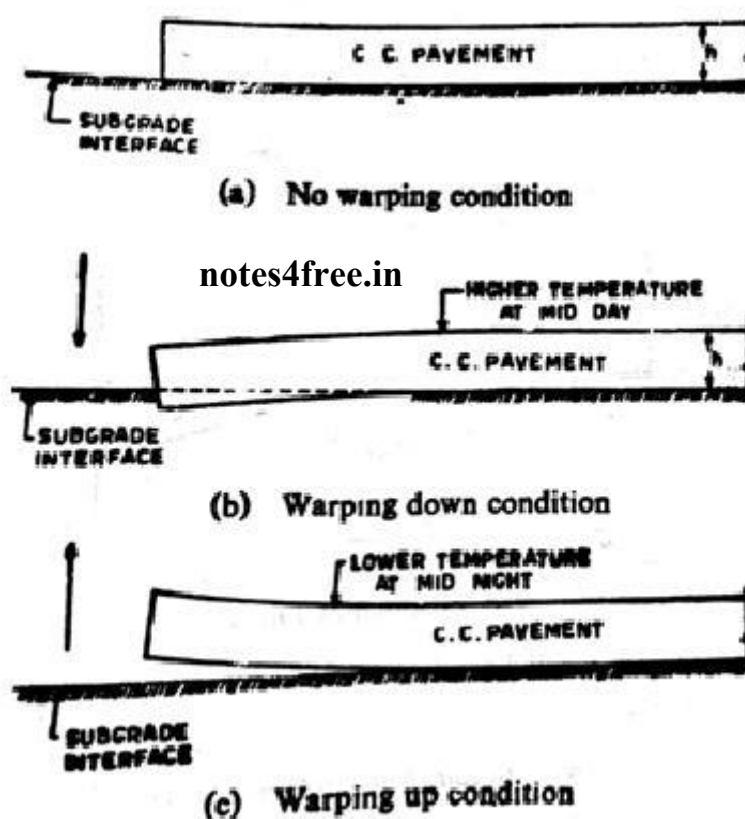 C. C. PAVEMENT
h
SUBGRADE
INTERFACE
(a) No warping condition
notes4free.in
HIGHER TEMPERATURE
AT MID DAY
C. C. PAVEMENT
h
SUBGRADE
INTERFACE
(b) Warping down condition
LOWER TEMPERATURE
AT MID NIGHT
C.C. PAVEMENT
SUBGRADE
INTERFACE
(c) Warping up condition